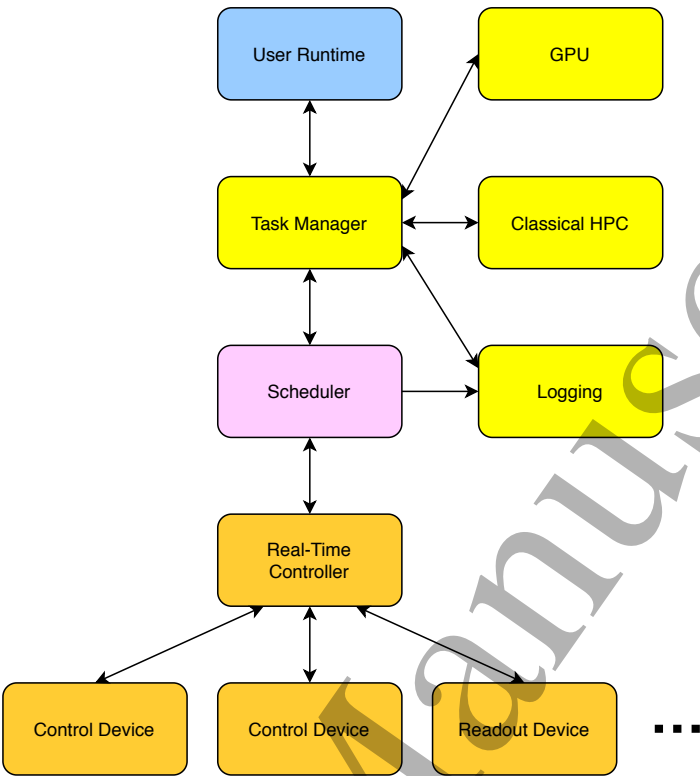 User Runtime
GPU
Task Manager
Classical HPC
Scheduler
Logging
Real-Time
Controller
Control Device
Control Device
Readout Device